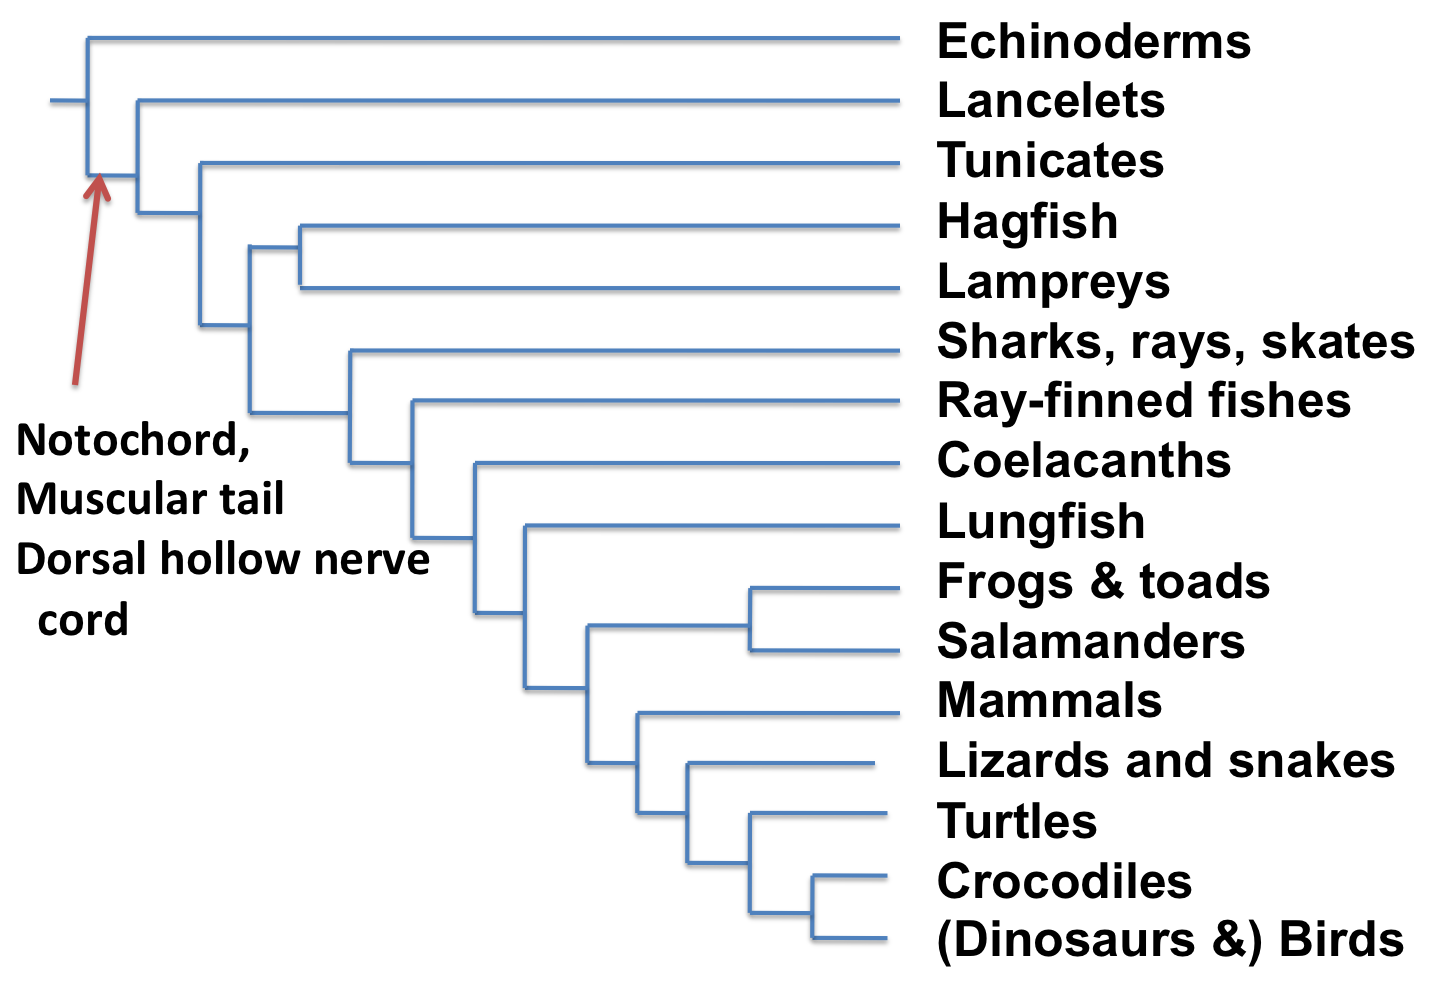 Echinoderms
Lancelets
Tunicates
Hagfish
Lampreys
Sharks, rays, skates
Ray-finned fishes
Coelacanths
Lungfish
Frogs & toads
Salamanders
Mammals
Lizards and snakes
Turtles
Crocodiles
(Dinosaurs &) Birds
Notochord,
Muscular tail
Dorsal hollow nerve
cord